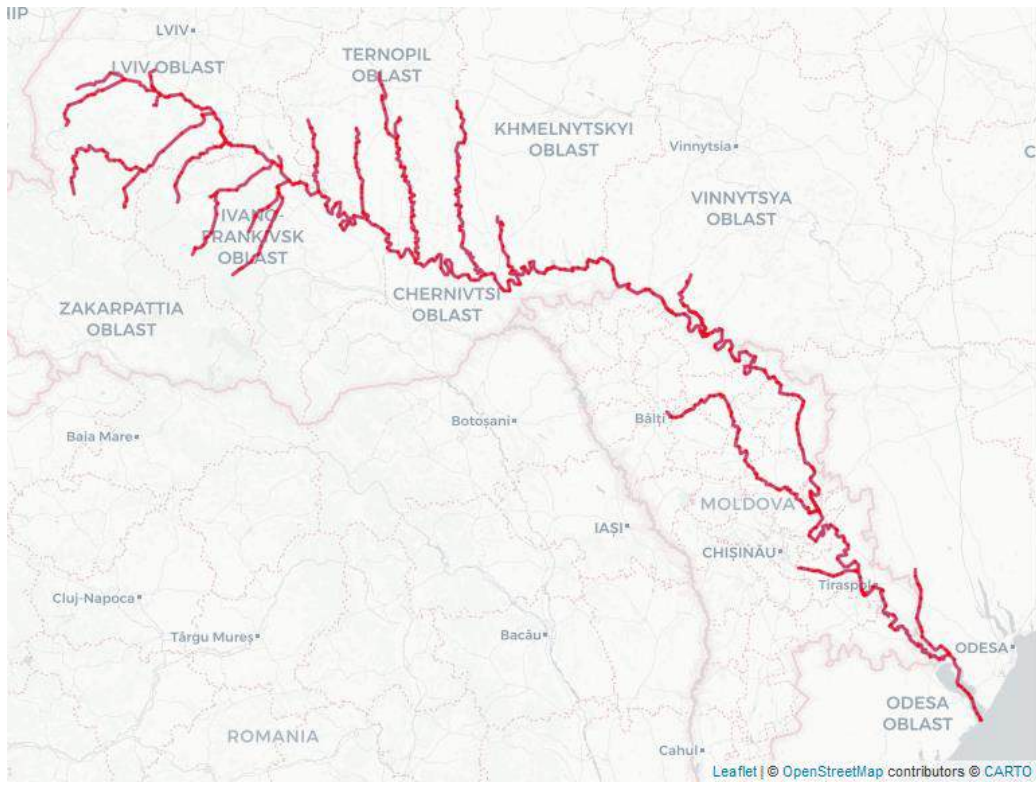 LVIV
LVIV OBLAST
TERNOPIL
OBLAST
KHMELNYTSKYI
OBLAST
Vinnytsia
VINNYTSYA
OBLAST
IVANO-
FRANKIVSK
OBLAST
ZAKARPATTIA
OBLAST
CHERNIVTSI
OBLAST
Baia Mare
Botoșani
Bălți
MOLDOVA
IAȘI
CHIȘINĂU
Tiraspol
Cluj-Napoca
Târgu Mureș
Bacău
ODESA
ODESA
OBLAST
ROMANIA
Cahul
Leaflet | © OpenStreetMap contributors © CARTO